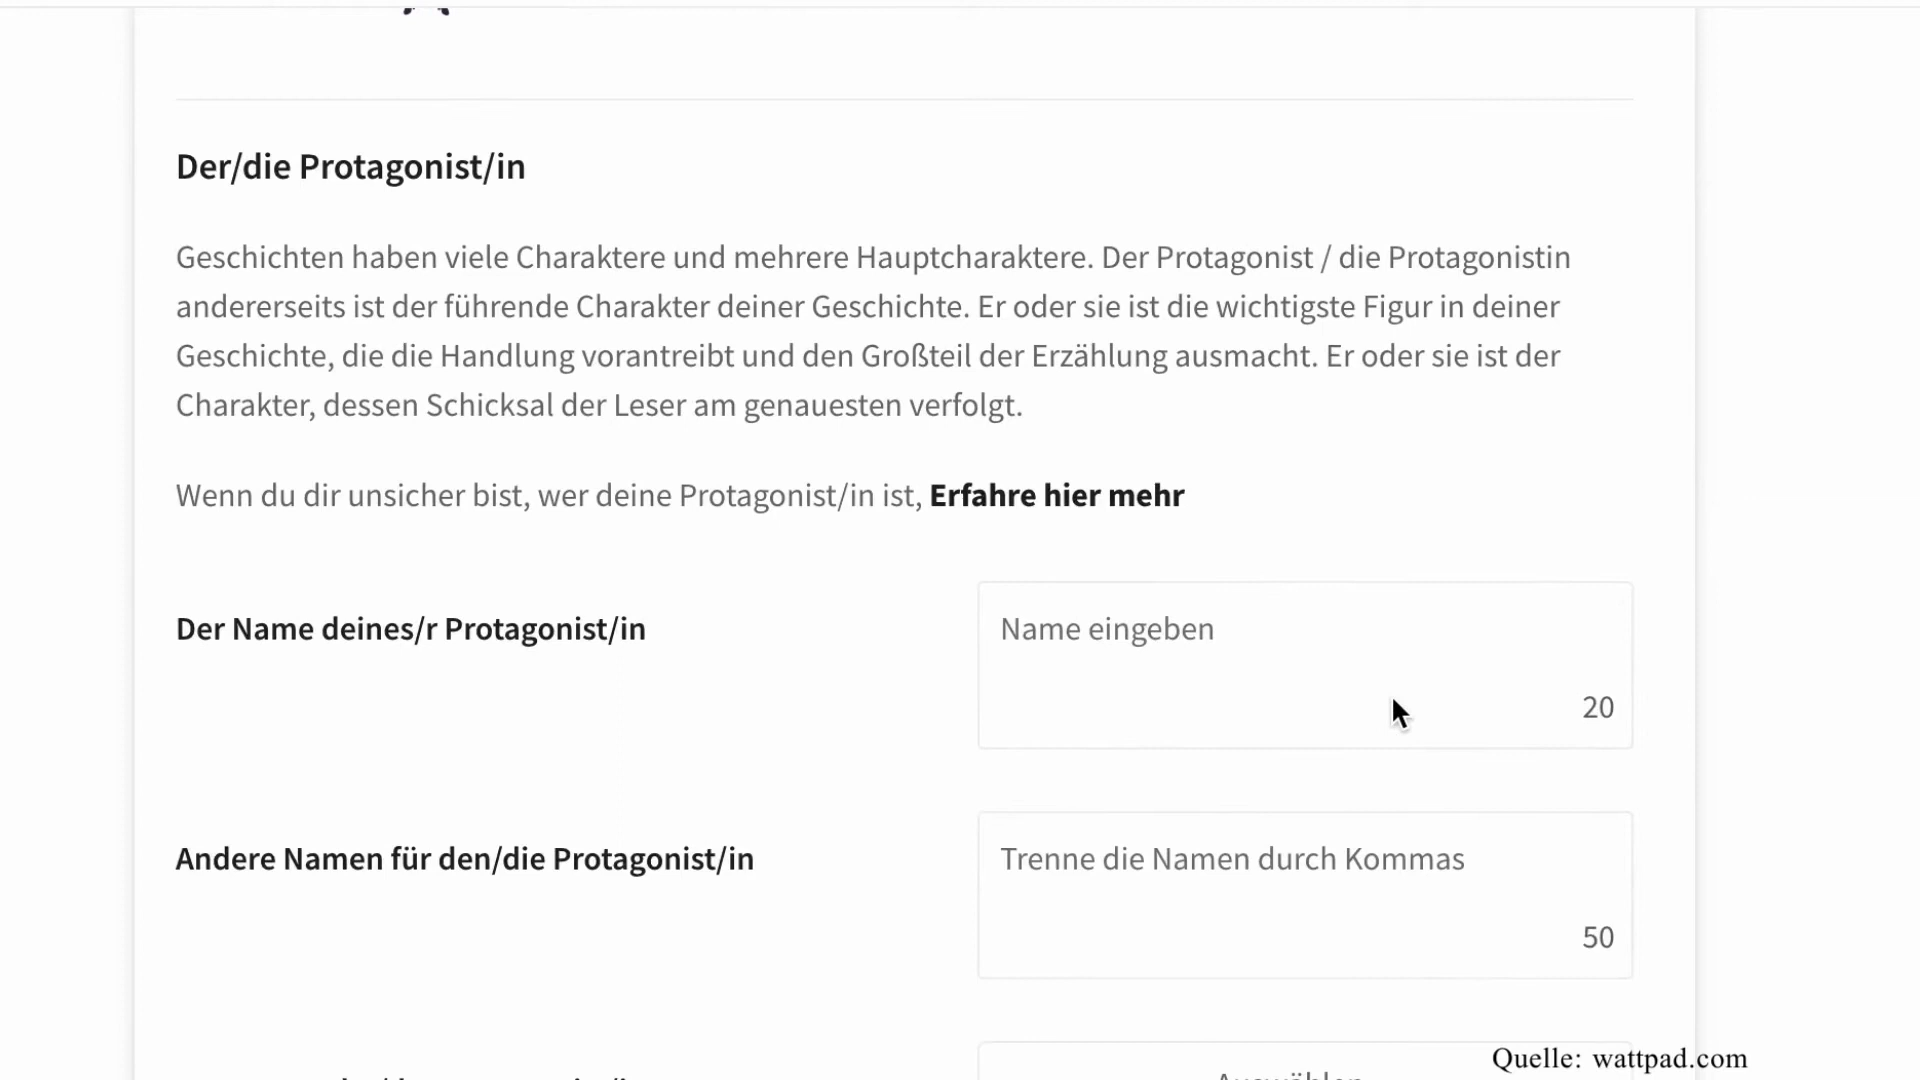 Der/die Protagonist/in
Geschichten haben viele Charaktere und mehrere Hauptcharaktere. Der Protagonist / die Protagonistin
andererseits ist der führende Charakter deiner Geschichte. Er oder sie ist die wichtigste Figur in deiner
Geschichte, die die Handlung vorantreibt und den Großteil der Erzählung ausmacht. Er oder sie ist der
Charakter, dessen Schicksal der Leser am genauesten verfolgt.
Wenn du dir unsicher bist, wer deine Protagonist/in ist, Erfahre hier mehr
Der Name deines/r Protagonist/in
Name eingeben
20
Andere Namen für den/die Protagonist/in
Trenne die Namen durch Kommas
50
Auswählen
Quelle: wattpad.com